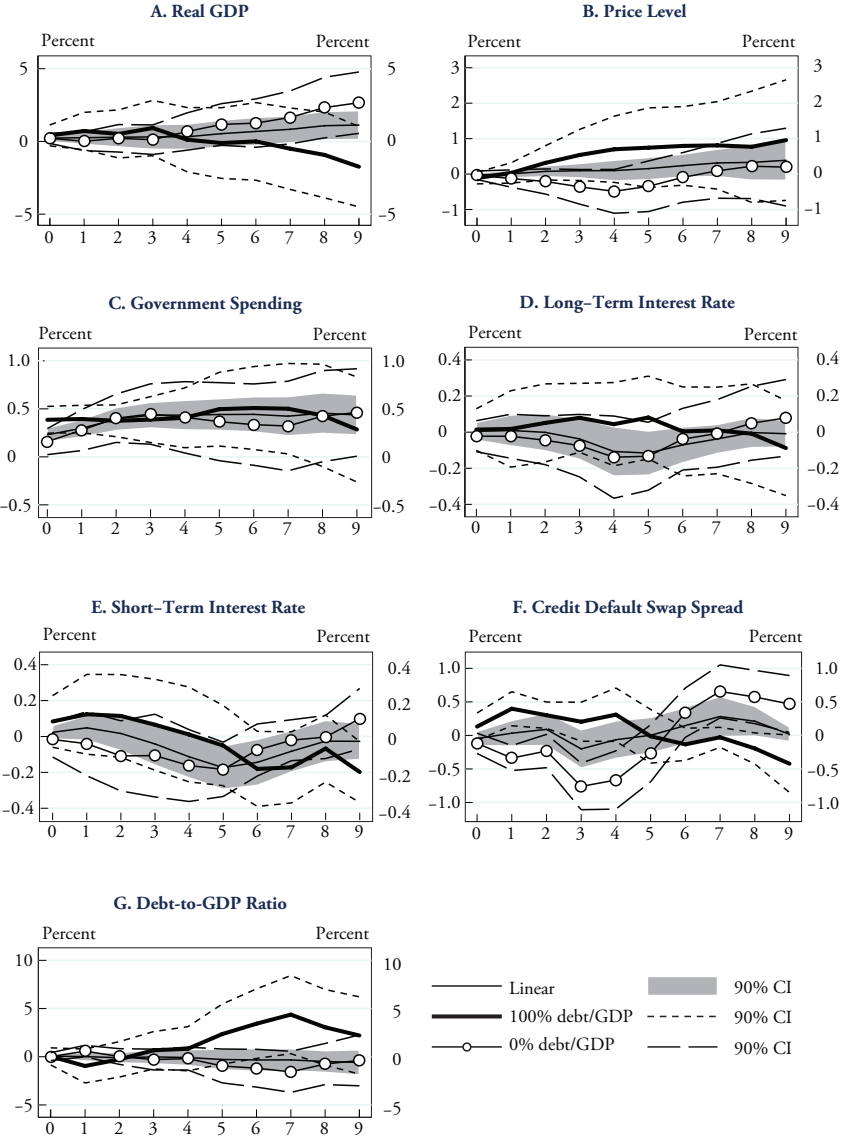 A. Real GDP
Percent Percent
5 5
0 0
−5 −5
0 1 2 3 4 5 6 7 8 9
B. Price Level
Percent Percent
3 3
2 2
1 1
0 0
−1 −1
0 1 2 3 4 5 6 7 8 9
C. Government Spending
Percent Percent
1.0 1.0
0.5 0.5
0 0
−0.5 −0.5
0 1 2 3 4 5 6 7 8 9
D. Long−Term Interest Rate
Percent Percent
0.4 0.4
0.2 0.2
0 0
−0.2 −0.2
−0.4 −0.4
0 1 2 3 4 5 6 7 8 9
E. Short−Term Interest Rate
Percent Percent
0.4 0.4
0.2 0.2
0 0
−0.2 −0.2
−0.4 −0.4
0 1 2 3 4 5 6 7 8 9
F. Credit Default Swap Spread
Percent Percent
1.0 1.0
0.5 0.5
0 0
−0.5 −0.5
−1.0 −1.0
0 1 2 3 4 5 6 7 8 9
G. Debt-to-GDP Ratio
Percent Percent
10 10
5 5
0 0
−5 −5
0 1 2 3 4 5 6 7 8 9
Linear 90% CI
100% debt/GDP 90% CI
0% debt/GDP 90% CI